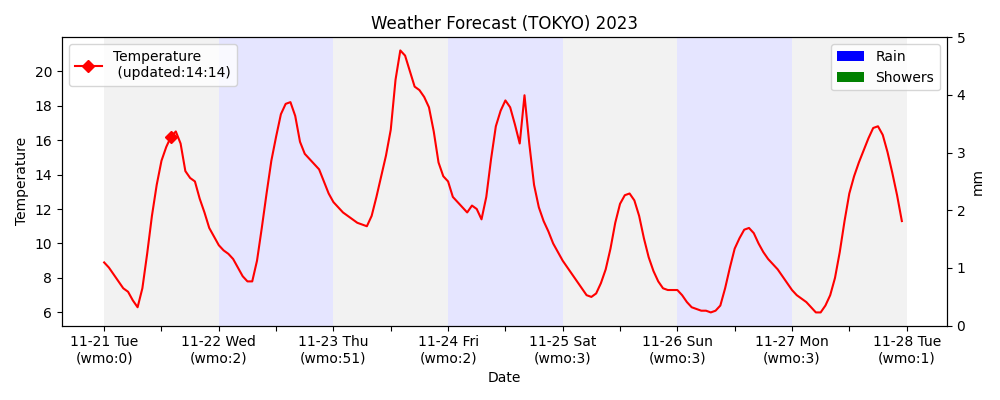 Weather Forecast (TOKYO) 2023
Temperature
(updated:14:14)
Rain
Showers
Temperature
20
18
16
14
12
10
8
6
5
4
3
2
1
0
mm
11-21 Tue
(wmo:0)
11-22 Wed
(wmo:2)
11-23 Thu
(wmo:51)
11-24 Fri
(wmo:2)
11-25 Sat
(wmo:3)
11-26 Sun
(wmo:3)
11-27 Mon
(wmo:3)
11-28 Tue
(wmo:1)
Date